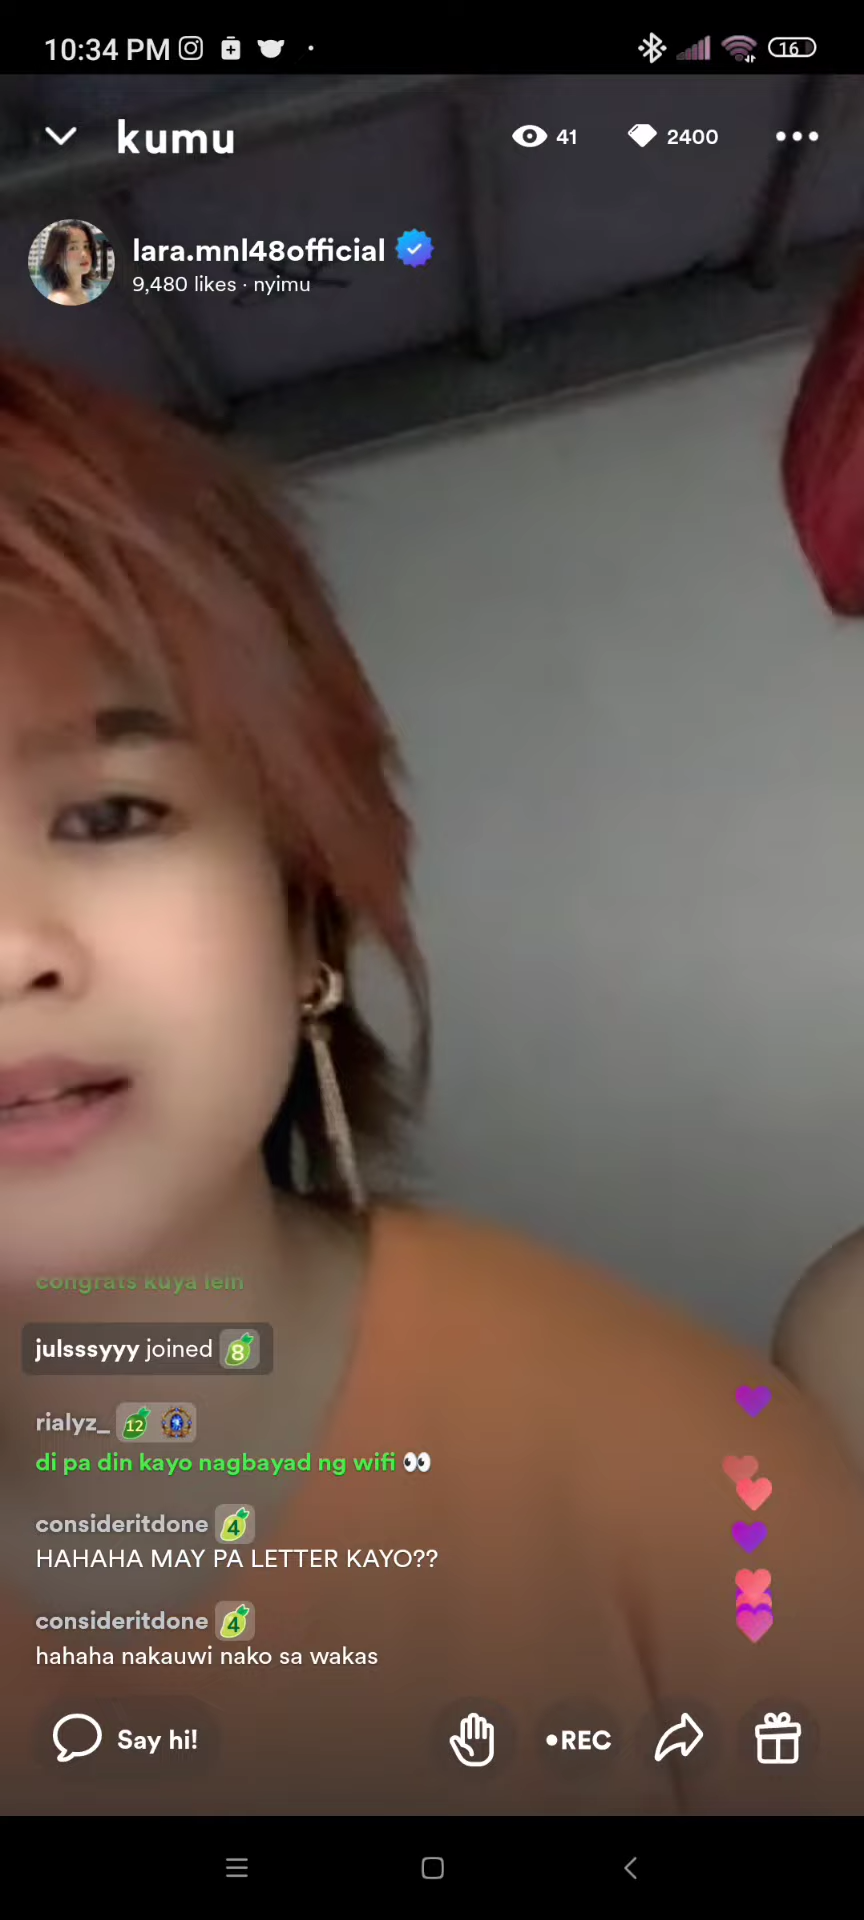 10:34 PM
16
kumu
41
2400
lara.mnl48official
9,480 likes · nyimu
congrats kuya lein
julsssyyy joined 8
rialyz_ 12
di pa din kayo nagbayad ng wifi 👀
consideritdone 4
HAHAHA MAY PA LETTER KAYO??
consideritdone 4
hahaha nakauwi nako sa wakas
Say hi!
•REC